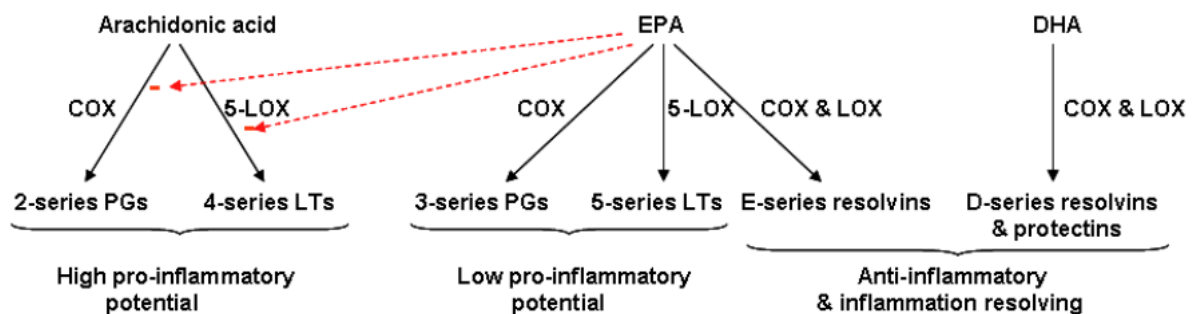 Arachidonic acid
EPA
DHA
COX
5-LOX
COX
5-LOX
COX & LOX
COX & LOX
2-series PGs
4-series LTs
3-series PGs
5-series LTs
E-series resolvins
D-series resolvins
& protectins
High pro-inflammatory
potential
Low pro-inflammatory
potential
Anti-inflammatory
& inflammation resolving